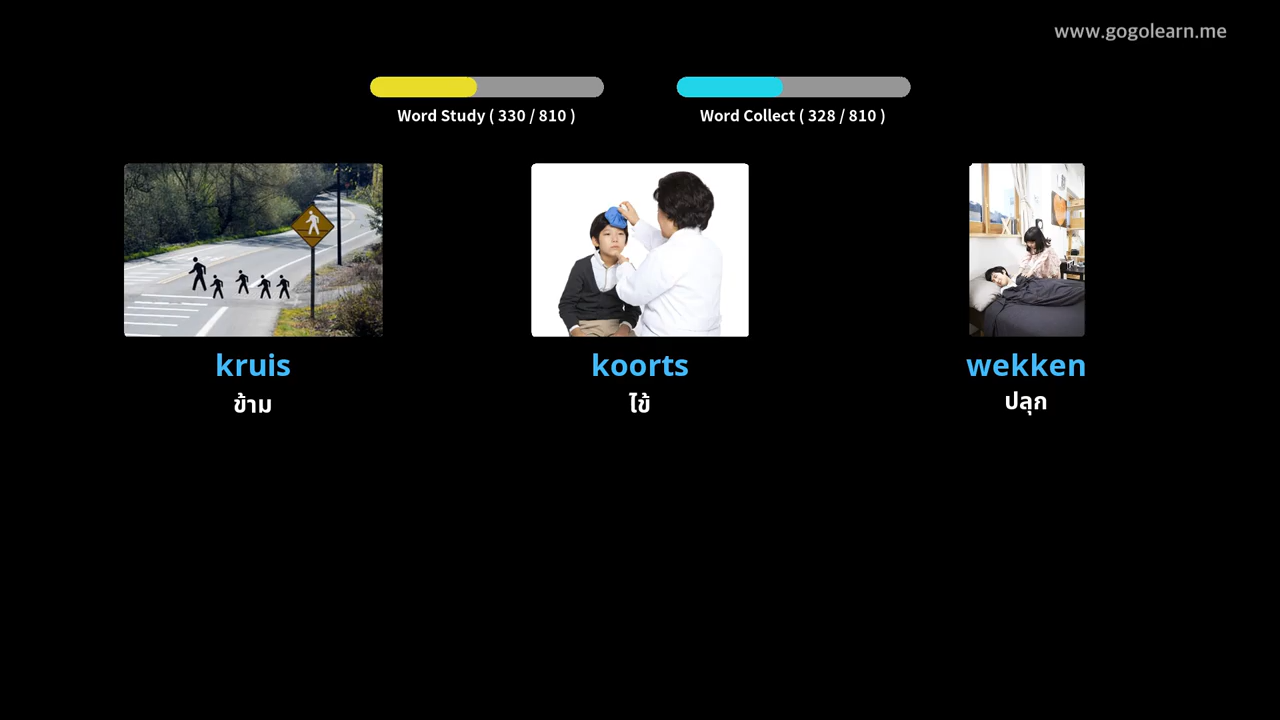 www.gogolearn.me
Word Study ( 330 / 810 )
Word Collect ( 328 / 810 )
kruis
koorts
wekken
ข้าม
ไข้
ปลุก